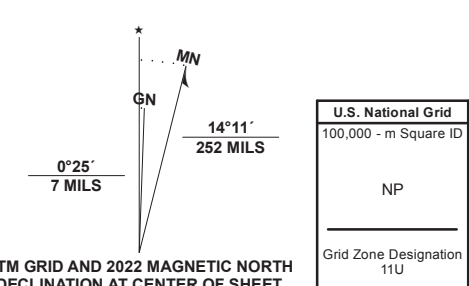 ★
MN
GN
14°11´
252 MILS
0°25´
7 MILS
TM GRID AND 2022 MAGNETIC NORTH
DECLINATION AT CENTER OF SHEET
U.S. National Grid
100,000 - m Square ID
NP
Grid Zone Designation
11U